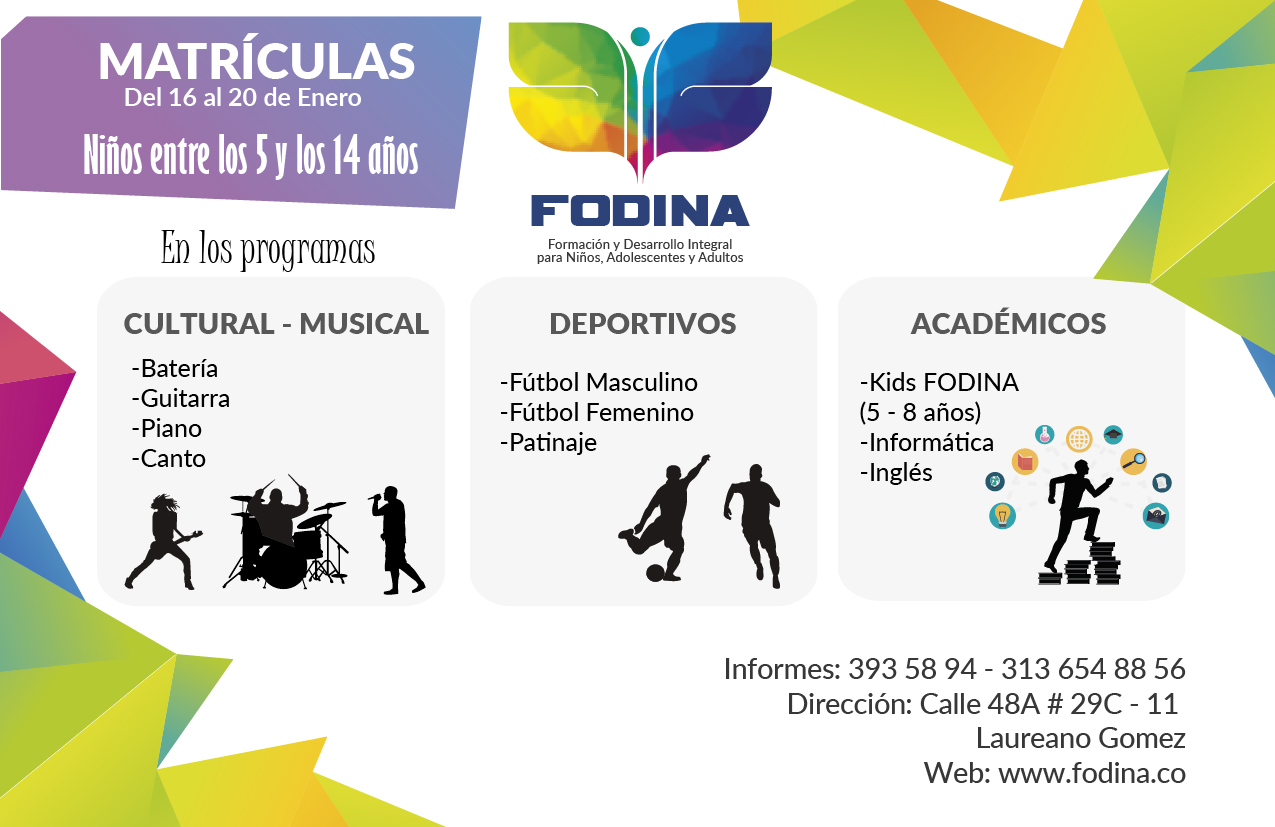 MATRÍCULAS
Del 16 al 20 de Enero
Niños entre los 5 y los 14 años
FODINA
Formación y Desarrollo Integral
para Niños, Adolescentes y Adultos
En los programas
CULTURAL - MUSICAL
-Batería
-Guitarra
-Piano
-Canto
DEPORTIVOS
-Fútbol Masculino
-Fútbol Femenino
-Patinaje
ACADÉMICOS
-Kids FODINA
(5 - 8 años)
-Informática
-Inglés
Informes: 393 58 94 - 313 654 88 56
Dirección: Calle 48A # 29C - 11
Laureano Gomez
Web: www.fodina.co